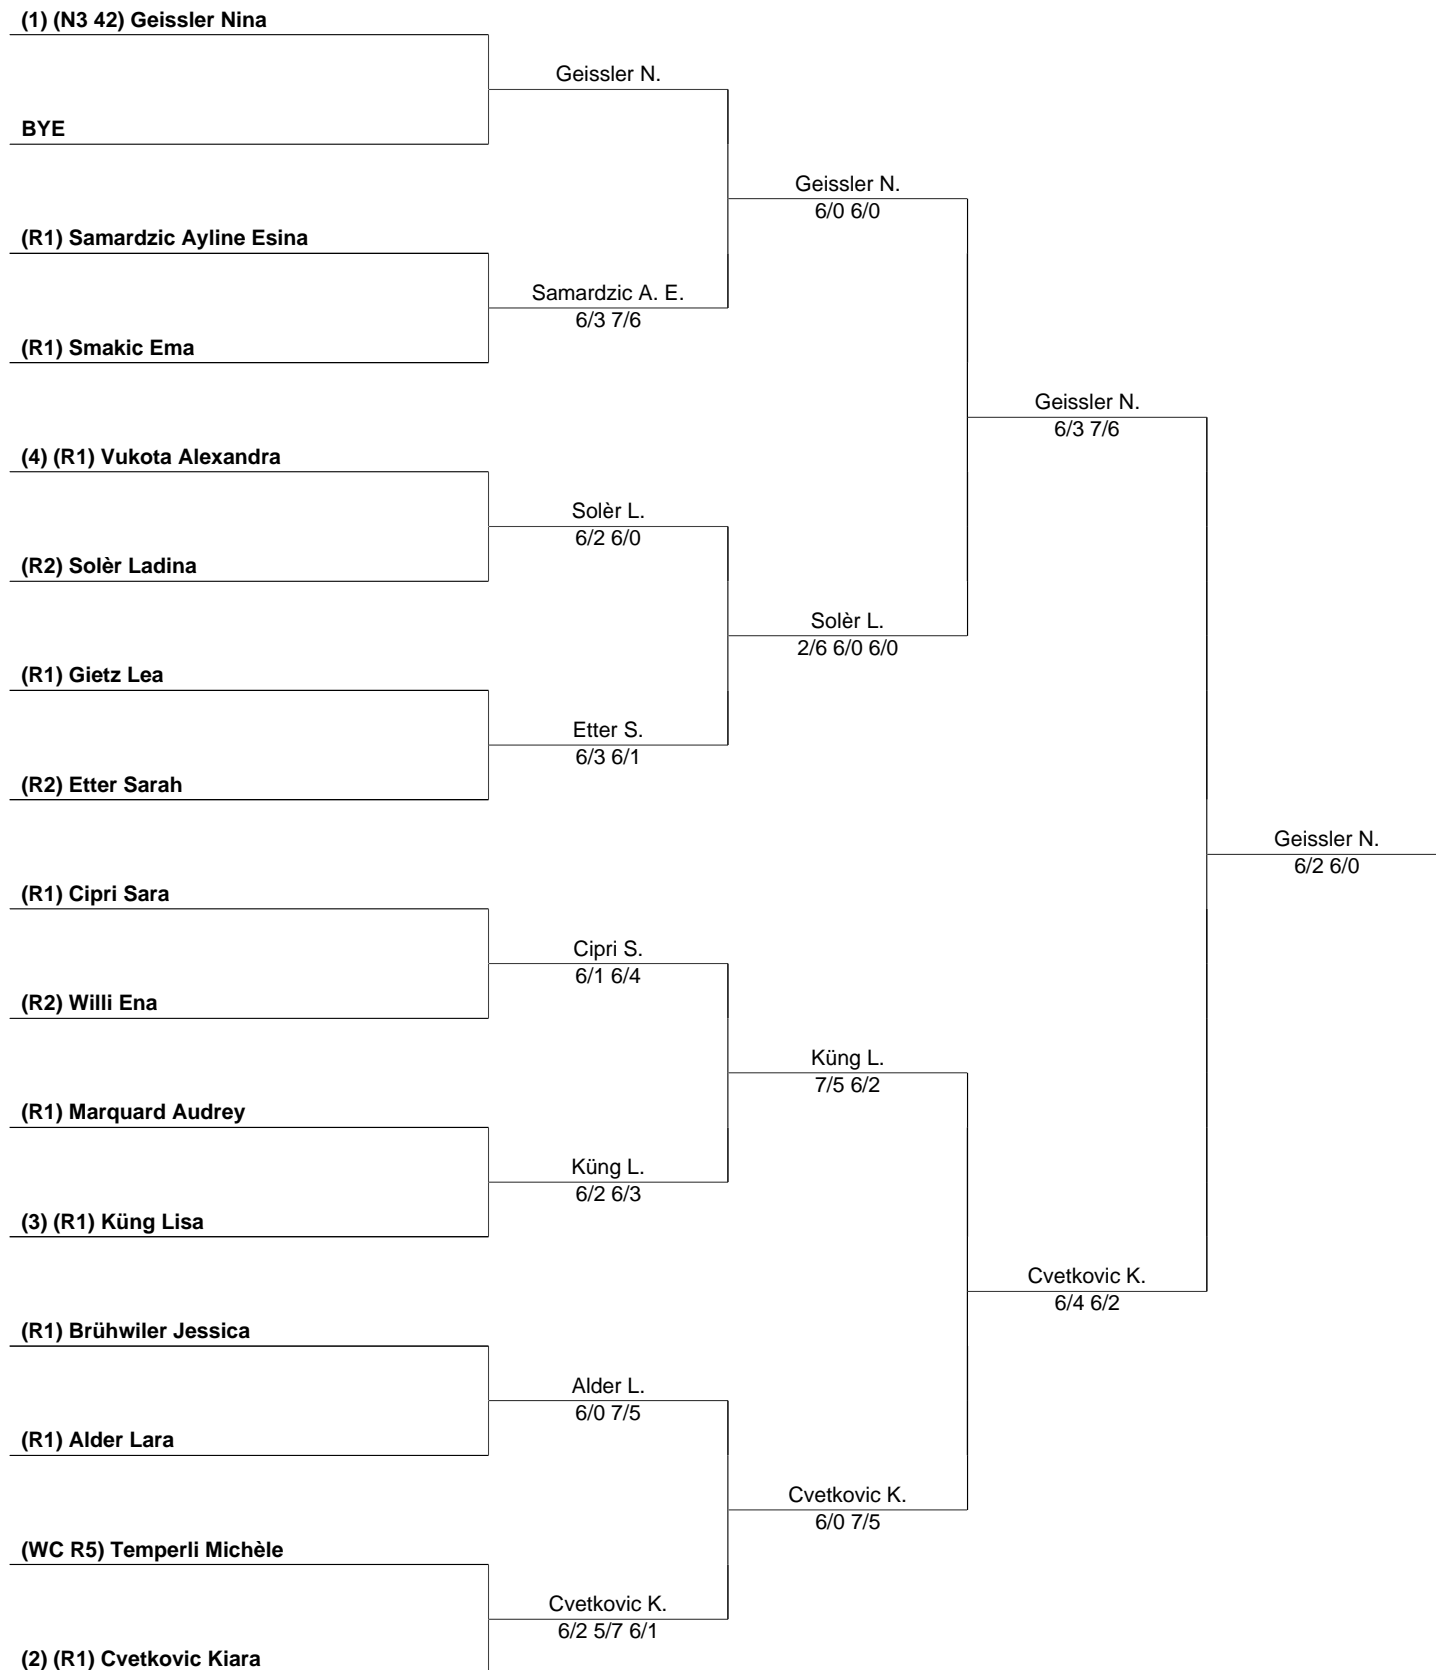 (1) (N3 42) Geissler Nina
Geissler N.
BYE
Geissler N.
6/0 6/0
(R1) Samardzic Ayline Esina
Samardzic A. E.
6/3 7/6
(R1) Smakic Ema
Geissler N.
6/3 7/6
(4) (R1) Vukota Alexandra
Solèr L.
6/2 6/0
(R2) Solèr Ladina
Solèr L.
2/6 6/0 6/0
(R1) Gietz Lea
Etter S.
6/3 6/1
(R2) Etter Sarah
Geissler N.
6/2 6/0
(R1) Cipri Sara
Cipri S.
6/1 6/4
(R2) Willi Ena
Küng L.
7/5 6/2
(R1) Marquard Audrey
Küng L.
6/2 6/3
(3) (R1) Küng Lisa
Cvetkovic K.
6/4 6/2
(R1) Brühwiler Jessica
Alder L.
6/0 7/5
(R1) Alder Lara
Cvetkovic K.
6/0 7/5
(WC R5) Temperli Michèle
Cvetkovic K.
6/2 5/7 6/1
(2) (R1) Cvetkovic Kiara